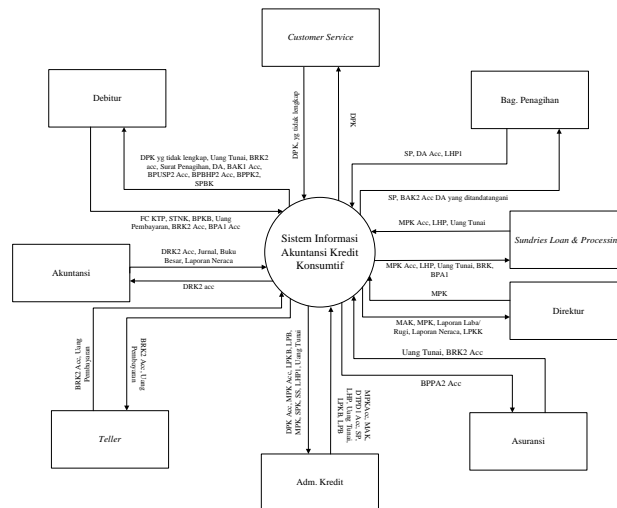 Customer Service
Debitur
Bag. Penagihan
DPK, yg tidak lengkap
DPK
DPK yg tidak lengkap, Uang Tunai, BRK2
acc, Surat Penagihan, DA, BAK1 Acc,
BPUSP2 Acc, BPBHP2 Acc, BPPK2,
SPBK
SP, DA Acc, LHP1
SP, BAK2 Acc DA yang ditandatangani
FC KTP, STNK, BPKB, Uang
Pembayaran, BRK2 Acc, BPA1 Acc
MPK Acc, LHP, Uang Tunai
Sundries Loan & Processing
Sistem Informasi
Akuntansi Kredit
Konsumtif
MPK Acc, LHP, Uang Tunai, BRK,
BPA1
Akuntansi
DRK2 Acc, Jurnal, Buku
Besar, Laporan Neraca
DRK2 acc
MPK
Direktur
MAK, MPK, Laporan Laba/
Rugi, Laporan Neraca, LPKK
BRK2 Acc, Uang
Pembayaran
BRK2 Acc, Uang
Pembayaran
Uang Tunai, BRK2 Acc
BPPA2 Acc
DPK Acc, MPK Acc, LPKB, LPB,
MPK, SPK, SS, LHP1, Uang Tunai
MPKAcc, MAK,
DTPD1 Acc, SP,
LHP, Uang Tunai,
LPKB, LPB
Teller
Asuransi
Adm. Kredit